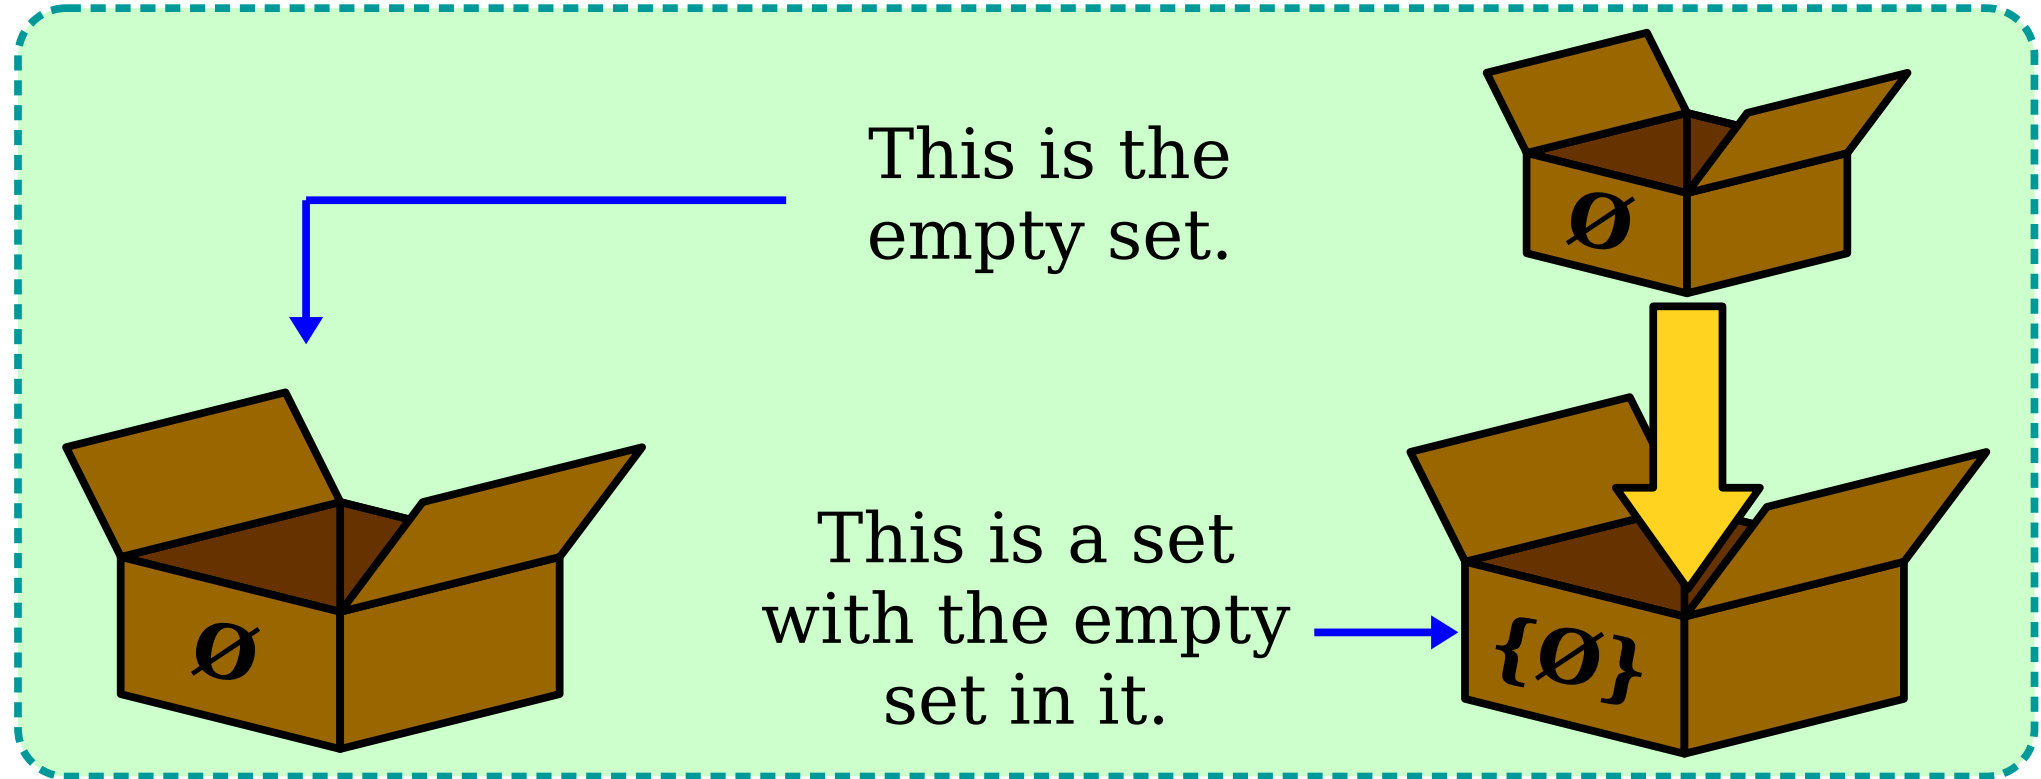 This is the
empty set.
Ø
Ø
This is a set
with the empty
set in it.
{Ø}